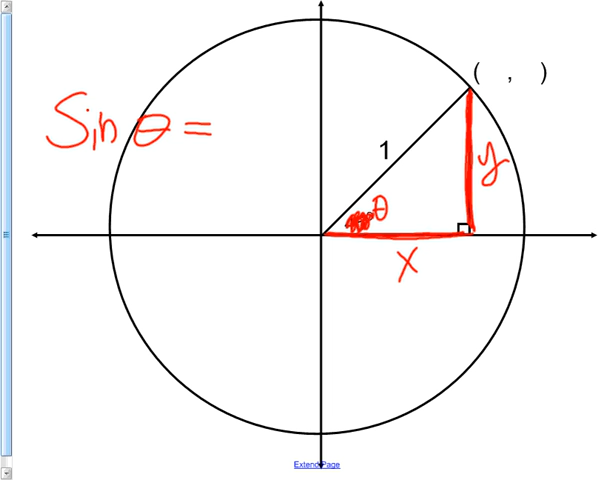 ( , )
Sin θ =
1
y
θ
x
Extend Page